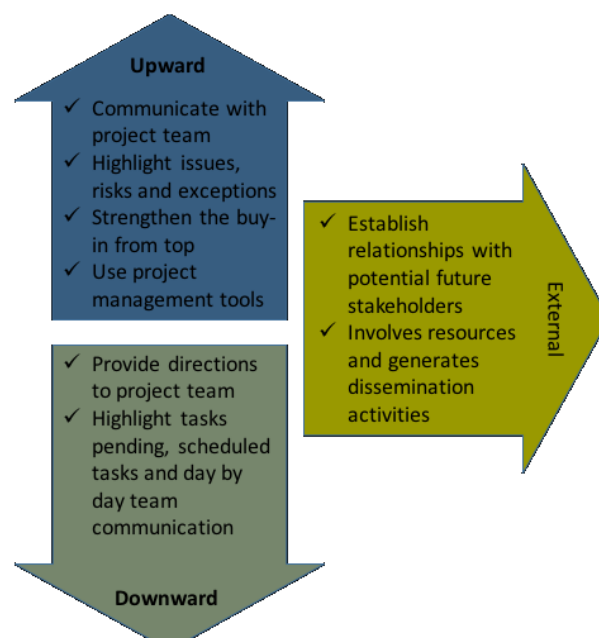 Upward
✓ Communicate with
project team
✓ Highlight issues,
risks and exceptions
✓ Strengthen the buy-
in from top
✓ Use project
management tools
✓ Establish
relationships with
potential future
stakeholders
✓ Involves resources
and generates
dissemination
activities
External
✓ Provide directions
to project team
✓ Highlight tasks
pending, scheduled
tasks and day by
day team
communication
Downward